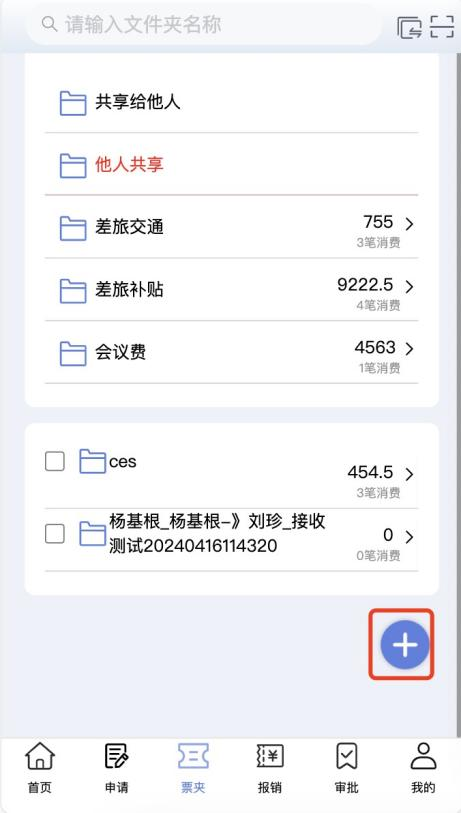 请输入文件夹名称
共享给他人
他人共享
差旅交通
755
3笔消费
差旅补贴
9222.5
4笔消费
会议费
4563
1笔消费
ces
454.5
3笔消费
杨基根_杨基根-》刘珍_接收
测试20240416114320
0
0笔消费
首页
申请
票夹
报销
审批
我的